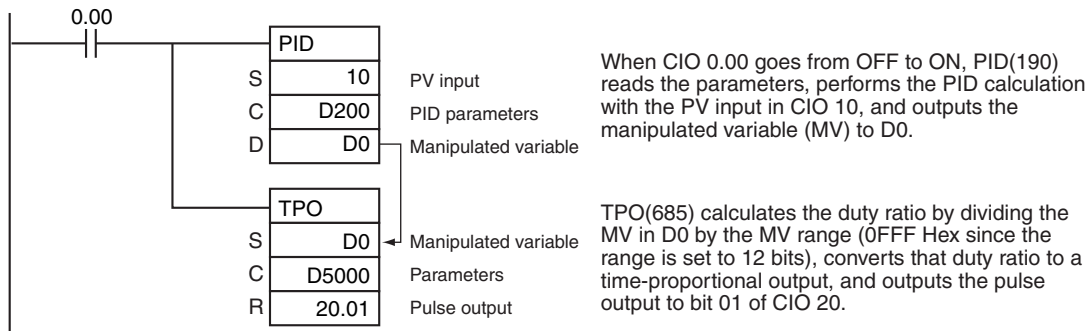 0.00
PID
S 10 PV input
C D200 PID parameters
D D0 Manipulated variable
When CIO 0.00 goes from OFF to ON, PID(190)
reads the parameters, performs the PID calculation
with the PV input in CIO 10, and outputs the
manipulated variable (MV) to D0.
TPO
S D0 Manipulated variable
C D5000 Parameters
R 20.01 Pulse output
TPO(685) calculates the duty ratio by dividing the
MV in D0 by the MV range (0FFF Hex since the
range is set to 12 bits), converts that duty ratio to a
time-proportional output, and outputs the pulse
output to bit 01 of CIO 20.